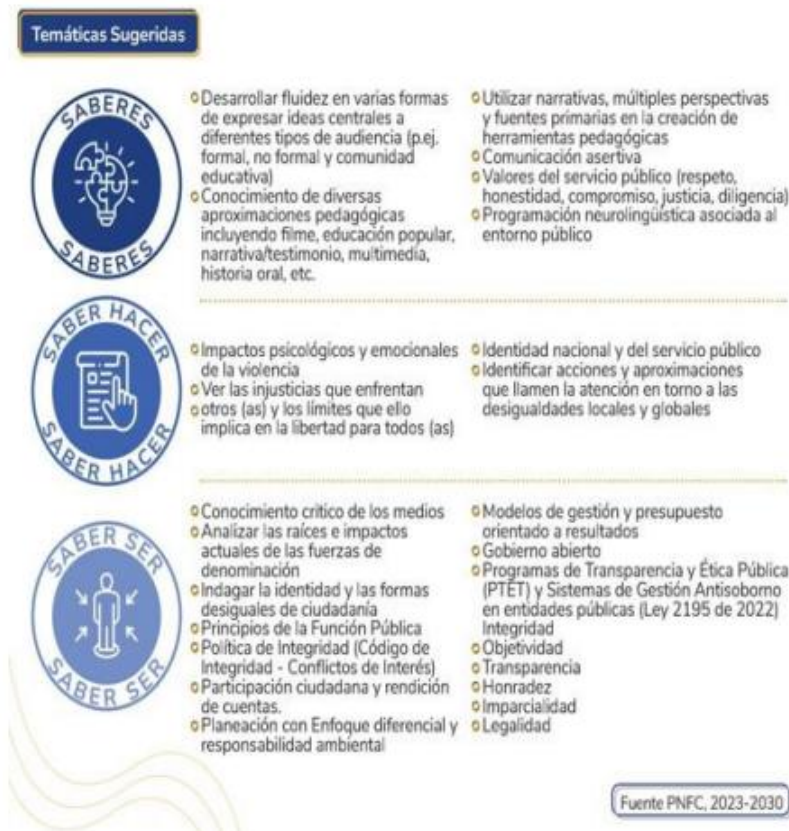 Temáticas Sugeridas
SABERES
SABERES
Desarrollar fluidez en varias formas
de expresar ideas centrales a
diferentes tipos de audiencia (p.ej.
formal, no formal y comunidad
educativa)
Conocimiento de diversas
aproximaciones pedagógicas
incluyendo filme, educación popular,
narrativa/testimonio, multimedia,
historia oral, etc.
Utilizar narrativas, múltiples perspectivas
y fuentes primarias en la creación de
herramientas pedagógicas
Comunicación asertiva
Valores del servicio público (respeto,
honestidad, compromiso, justicia, diligencia)
Programación neurolingüística asociada al
entorno público
SABER HACER
SABER HACER
Impactos psicológicos y emocionales
de la violencia
Ver las injusticias que enfrentan
otros (as) y los límites que ello
implica en la libertad para todos (as)
Identidad nacional y del servicio público
Identificar acciones y aproximaciones
que llamen la atención en torno a las
desigualdades locales y globales
SABER SER
SABER SER
Conocimiento critico de los medios
Analizar las raíces e impactos
actuales de las fuerzas de
denominación
Indagar la identidad y las formas
desiguales de ciudadanía
Principios de la Función Pública
Política de Integridad (Código de
Integridad - Conflictos de Interés)
Participación ciudadana y rendición
de cuentas.
Planeación con Enfoque diferencial y
responsabilidad ambiental
Modelos de gestión y presupuesto
orientado a resultados
Gobierno abierto
Programas de Transparencia y Ética Pública
(PTET) y Sistemas de Gestión Antisoborno
en entidades públicas (Ley 2195 de 2022)
Integridad
Objetividad
Transparencia
Honradez
Imparcialidad
Legalidad
Fuente PNFC, 2023-2030